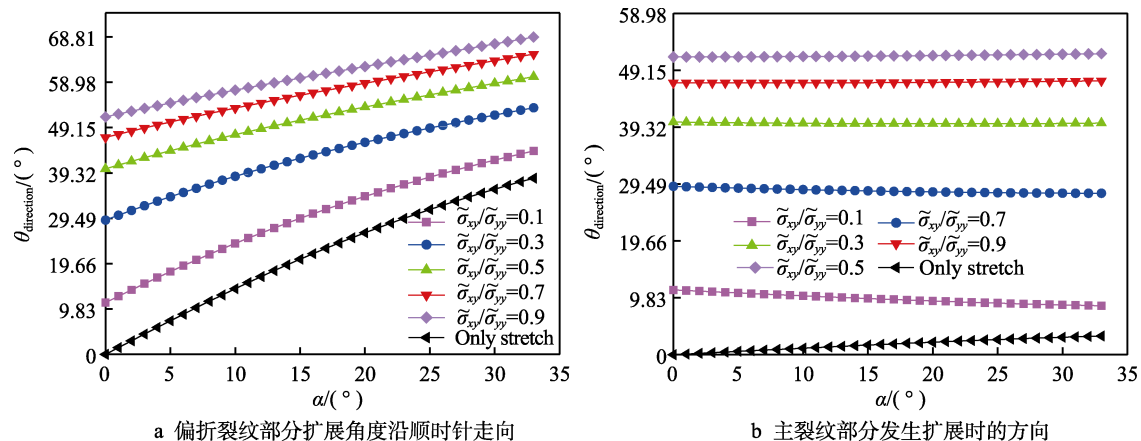 68.81
58.98
49.15
39.32
29.49
19.66
9.83
0
θdirection/(°)
σ̃xy/σ̃yy=0.1
σ̃xy/σ̃yy=0.3
σ̃xy/σ̃yy=0.5
σ̃xy/σ̃yy=0.7
σ̃xy/σ̃yy=0.9
Only stretch
0 5 10 15 20 25 30 35
α/(°)
a 偏折裂纹部分扩展角度沿顺时针走向
58.98
49.15
39.32
29.49
19.66
9.83
0
θdirection/(°)
σ̃xy/σ̃yy=0.1 σ̃xy/σ̃yy=0.7
σ̃xy/σ̃yy=0.3 σ̃xy/σ̃yy=0.9
σ̃xy/σ̃yy=0.5 Only stretch
0 5 10 15 20 25 30 35
α/(°)
b 主裂纹部分发生扩展时的方向